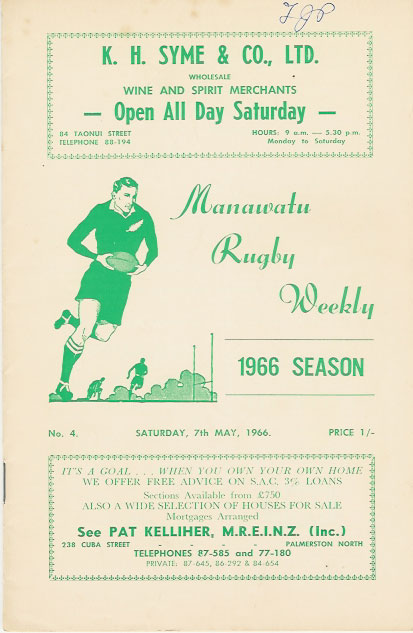 K. H. SYME & CO., LTD.
WHOLESALE
WINE AND SPIRIT MERCHANTS
— Open All Day Saturday —
84 TAONUI STREET
TELEPHONE 88-194
HOURS: 9 a.m. — 5.30 p.m.
Monday to Saturday
Manawatu
Rugby
Weekly
1966 SEASON
No. 4.
SATURDAY, 7th MAY, 1966.
PRICE 1/-
IT'S A GOAL . . . WHEN YOU OWN YOUR OWN HOME
WE OFFER FREE ADVICE ON S.A.C. 3% LOANS
Sections Available from £750
ALSO A WIDE SELECTION OF HOUSES FOR SALE
Mortgages Arranged
See PAT KELLIHER, M.R.E.I.N.Z. (Inc.)
238 CUBA STREET - - - - PALMERSTON NORTH
TELEPHONES 87-585 and 77-180
PRIVATE: 87-645, 86-292 & 84-654